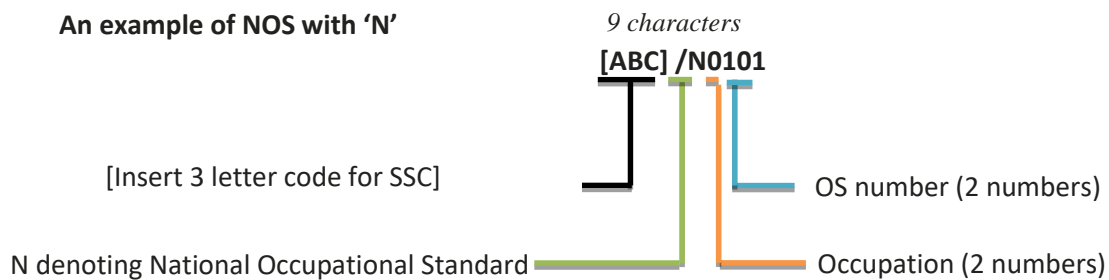 An example of NOS with ‘N’
9 characters
[ABC] /N0101
[Insert 3 letter code for SSC]
OS number (2 numbers)
N denoting National Occupational Standard
Occupation (2 numbers)